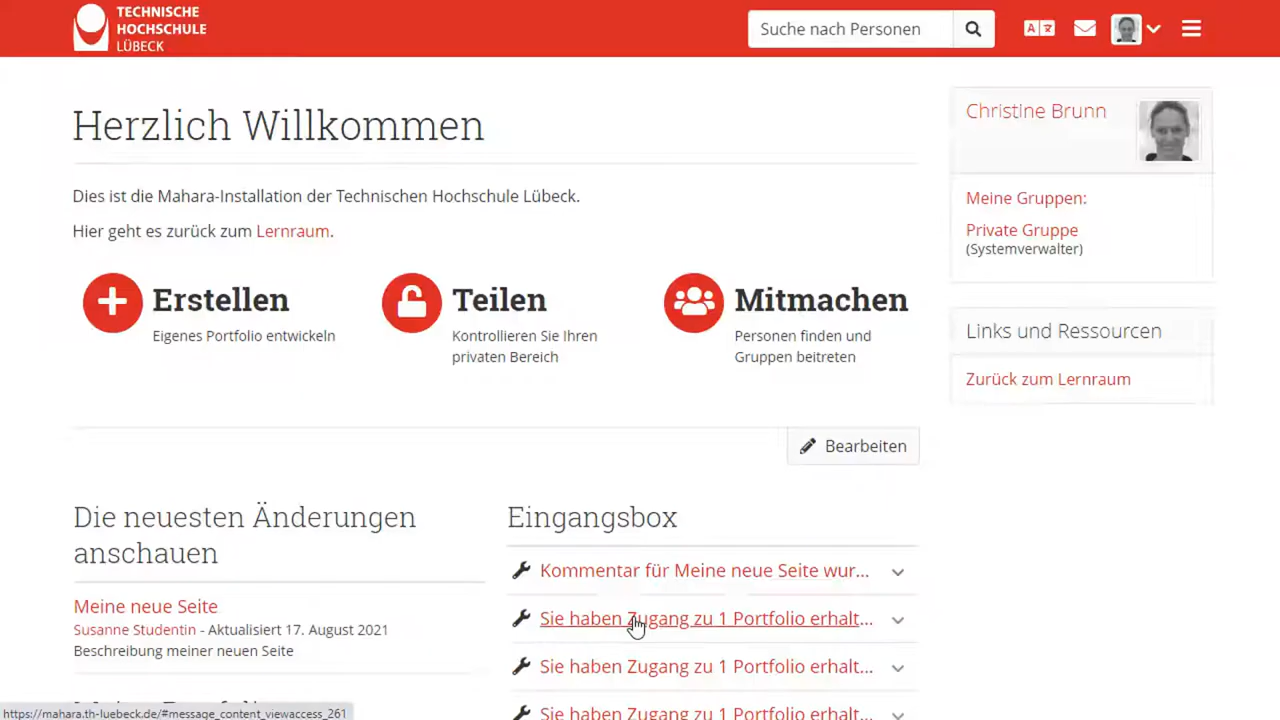 TECHNISCHE
HOCHSCHULE
LÜBECK
Suche nach Personen
Herzlich Willkommen
Dies ist die Mahara-Installation der Technischen Hochschule Lübeck.
Hier geht es zurück zum Lernraum.
Erstellen
Eigenes Portfolio entwickeln
Teilen
Kontrollieren Sie Ihren
privaten Bereich
Mitmachen
Personen finden und
Gruppen beitreten
Bearbeiten
Die neuesten Änderungen
anschauen
Meine neue Seite
Susanne Studentin - Aktualisiert 17. August 2021
Beschreibung meiner neuen Seite
Eingangsbox
Kommentar für Meine neue Seite wur...
Sie haben Zugang zu 1 Portfolio erhalt...
Sie haben Zugang zu 1 Portfolio erhalt...
Sie haben Zugang zu 1 Portfolio erhalt...
Christine Brunn
Meine Gruppen:
Private Gruppe
(Systemverwalter)
Links und Ressourcen
Zurück zum Lernraum
https://mahara.th-luebeck.de/#message_content_viewaccess_261